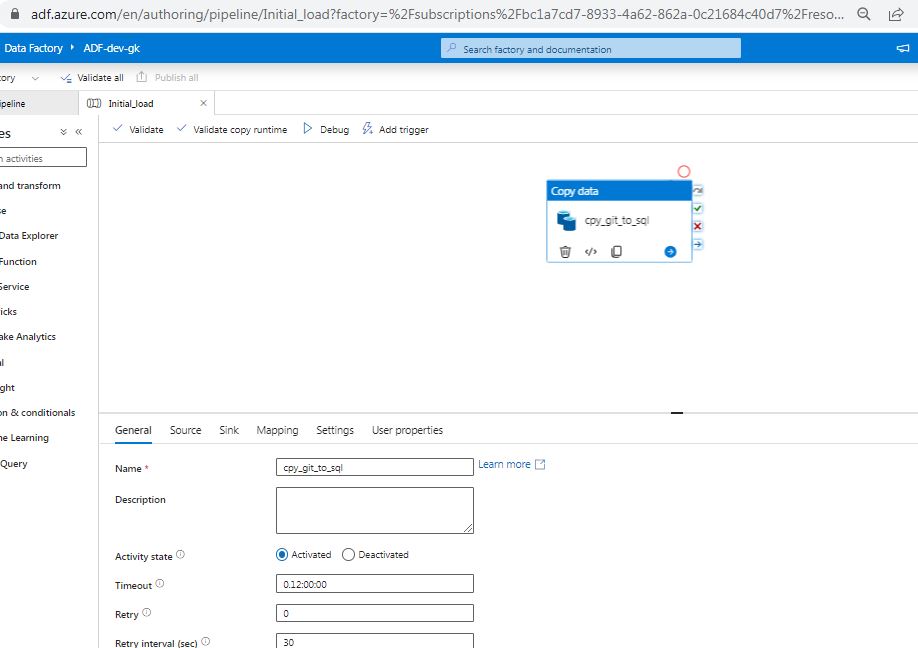 adf.azure.com/en/authoring/pipeline/Initial_load?factory=%2Fsubscriptions%2Fbc1a7cd7-8933-4a62-862a-0c21684c40d7%2Freso...
Data Factory ADF-dev-gk Search factory and documentation
ory Validate all Publish all
ipeline Initial_load
es Validate Validate copy runtime Debug Add trigger
n activities
and transform
se
Data Explorer
Function
Service
icks
ake Analytics
al
ght
on & conditionals
ne Learning
Query
Copy data
cpy_git_to_sql
General Source Sink Mapping Settings User properties
Name * cpy_git_to_sql Learn more
Description
Activity state Activated Deactivated
Timeout 0.12:00:00
Retry 0
Retry interval (sec) 30